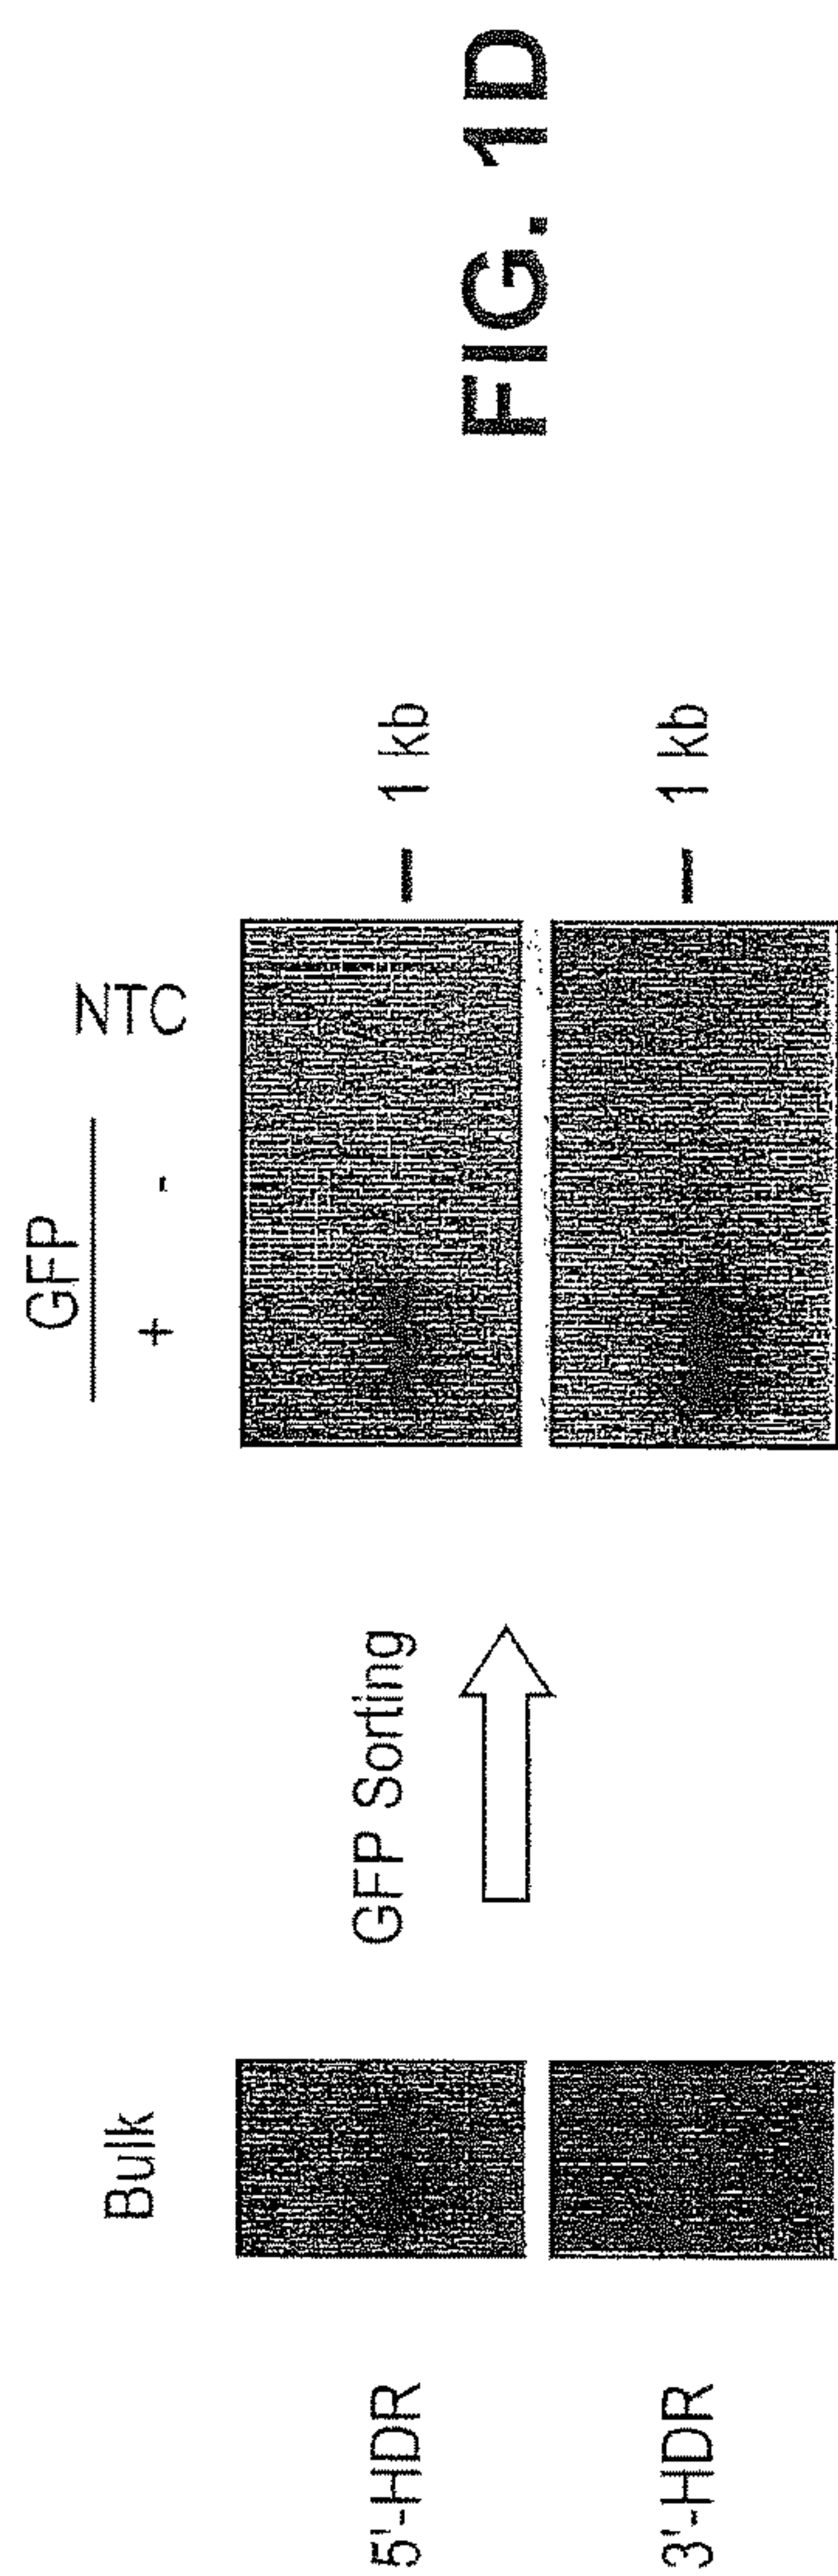 GFP
Bulk + - NTC
GFP Sorting
5'-HDR – 1 kb
3'-HDR – 1 kb
FIG. 1D